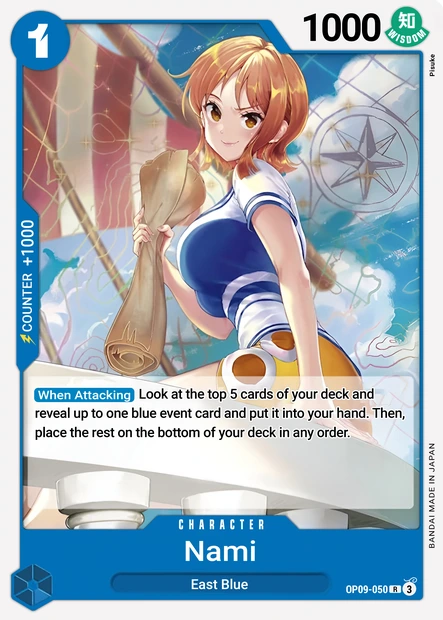 1
1000
知
WISDOM
Pisuke
COUNTER +1000
When Attacking Look at the top 5 cards of your deck and
reveal up to one blue event card and put it into your hand. Then,
place the rest on the bottom of your deck in any order.
CHARACTER
Nami
East Blue
OP09-050 R 3
BANDAI MADE IN JAPAN